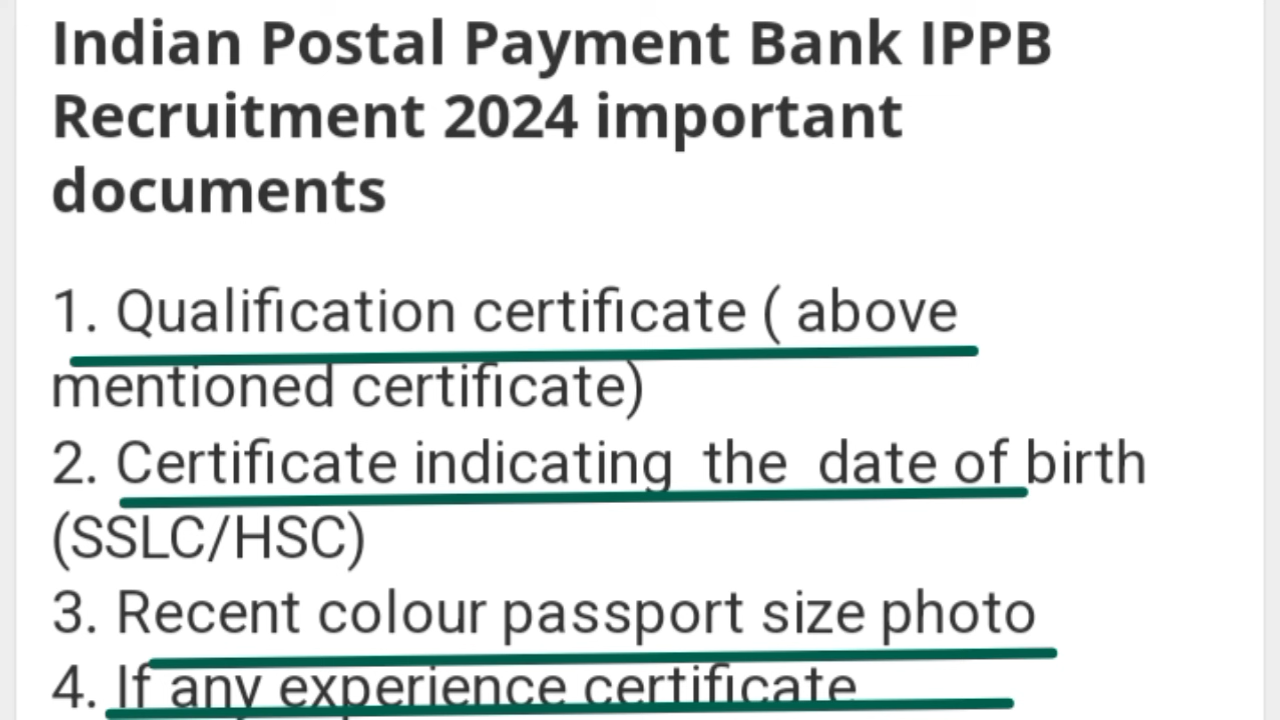 Indian Postal Payment Bank IPPB
Recruitment 2024 important
documents
1. Qualification certificate ( above
mentioned certificate)
2. Certificate indicating the date of birth
(SSLC/HSC)
3. Recent colour passport size photo
4. If any experience certificate